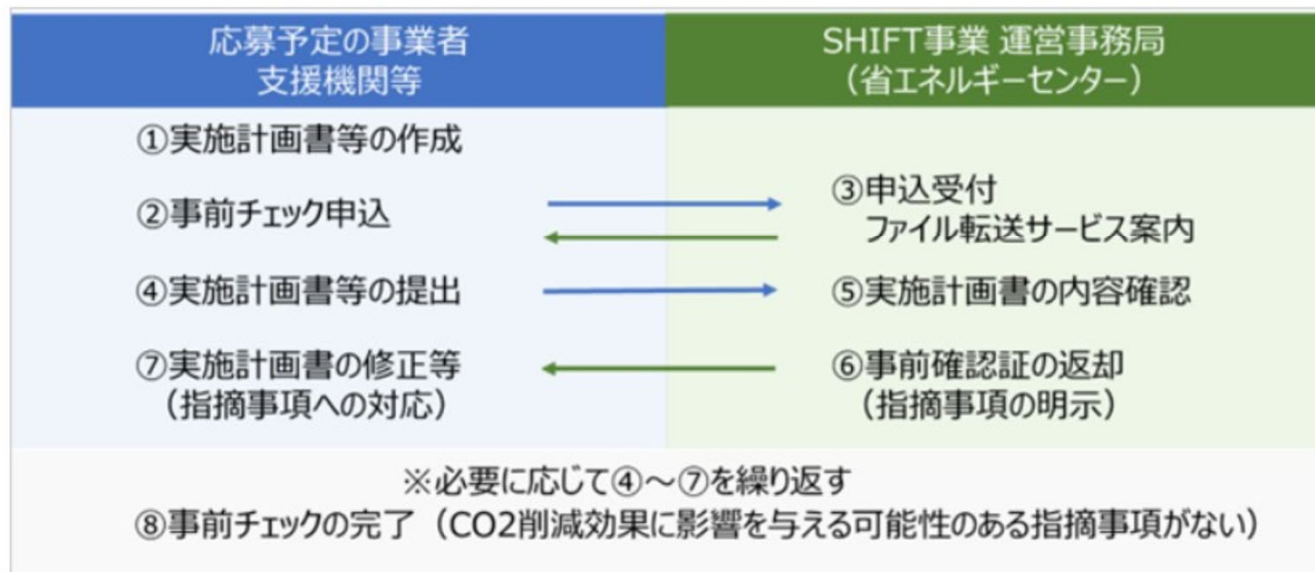 応募予定の事業者
支援機関等
SHIFT事業 運営事務局
（省エネルギーセンター）
①実施計画書等の作成
②事前チェック申込
③申込受付
ファイル転送サービス案内
④実施計画書等の提出
⑤実施計画書の内容確認
⑦実施計画書の修正等
（指摘事項への対応）
⑥事前確認証の返却
（指摘事項の明示）
※必要に応じて④～⑦を繰り返す
⑧事前チェックの完了（CO2削減効果に影響を与える可能性のある指摘事項がない）